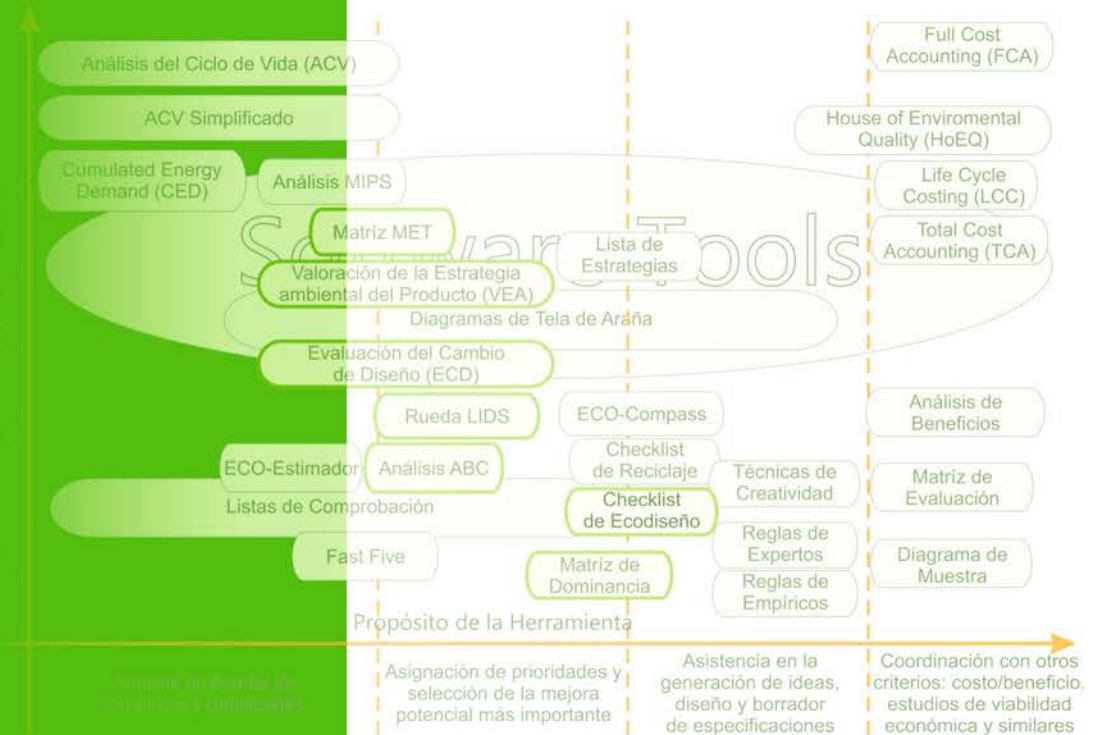 Full Cost
Accounting (FCA)
Análisis del Ciclo de Vida (ACV)
ACV Simplificado
House of Enviromental
Quality (HoEQ)
Cumulated Energy
Demand (CED)
Análisis MIPS
Life Cycle
Costing (LCC)
Software Tools
Matríz MET
Lista de
Estrategias
Total Cost
Accounting (TCA)
Valoración de la Estrategia
ambiental del Producto (VEA)
Diagramas de Tela de Araña
Evaluación del Cambio
de Diseño (ECD)
Rueda LIDS
ECO-Compass
Análisis de
Beneficios
ECO-Estimador
Análisis ABC
Checklist
de Reciclaje
Técnicas de
Creatividad
Matríz de
Evaluación
Listas de Comprobación
Checklist
de Ecodiseño
Reglas de
Expertos
Fast Five
Matriz de
Dominancia
Reglas de
Empíricos
Diagrama de
Muestra
Propósito de la Herramienta
Asignación de prioridades y
selección de la mejora
potencial más importante
Asistencia en la
generación de ideas,
diseño y borrador
de especificaciones
Coordinación con otros
criterios: costo/beneficio.
estudios de viabilidad
económica y similares